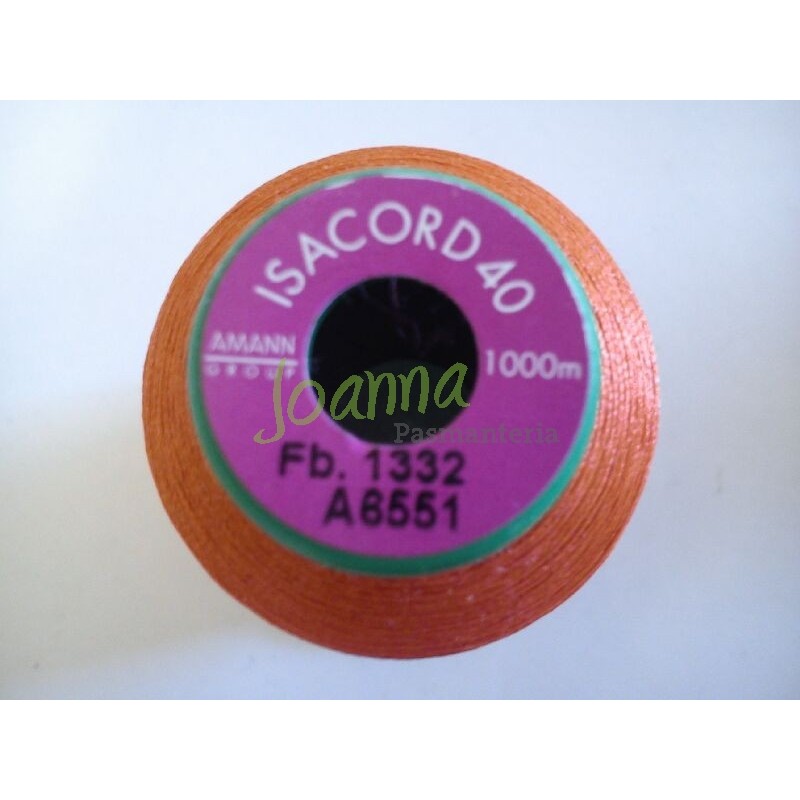 ISACORD 40
AMANN
GROUP
1000m
Joanna
Pasmanteria
Fb. 1332
A6551